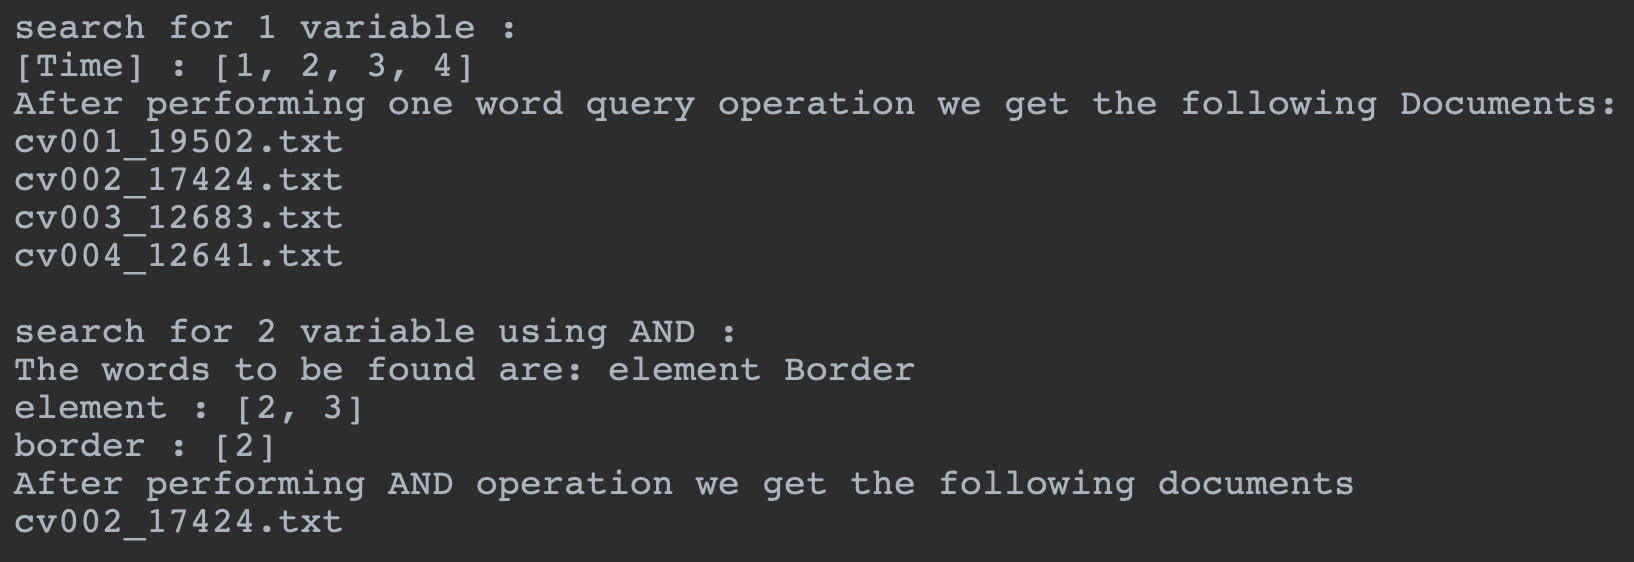 search for 1 variable :
[Time] : [1, 2, 3, 4]
After performing one word query operation we get the following Documents:
cv001_19502.txt
cv002_17424.txt
cv003_12683.txt
cv004_12641.txt
search for 2 variable using AND :
The words to be found are: element Border
element : [2, 3]
border : [2]
After performing AND operation we get the following documents
cv002_17424.txt